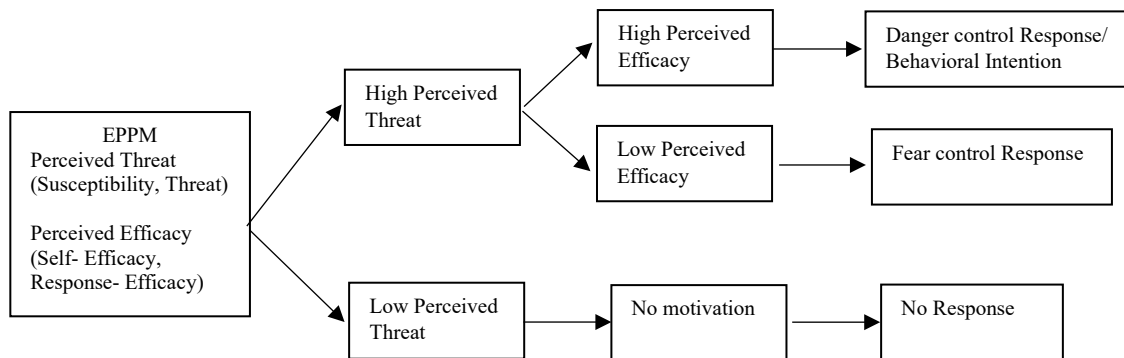 EPPM
Perceived Threat
(Susceptibility, Threat)
Perceived Efficacy
(Self- Efficacy,
Response- Efficacy)
High Perceived
Threat
Low Perceived
Threat
High Perceived
Efficacy
Low Perceived
Efficacy
No motivation
Danger control Response/
Behavioral Intention
Fear control Response
No Response